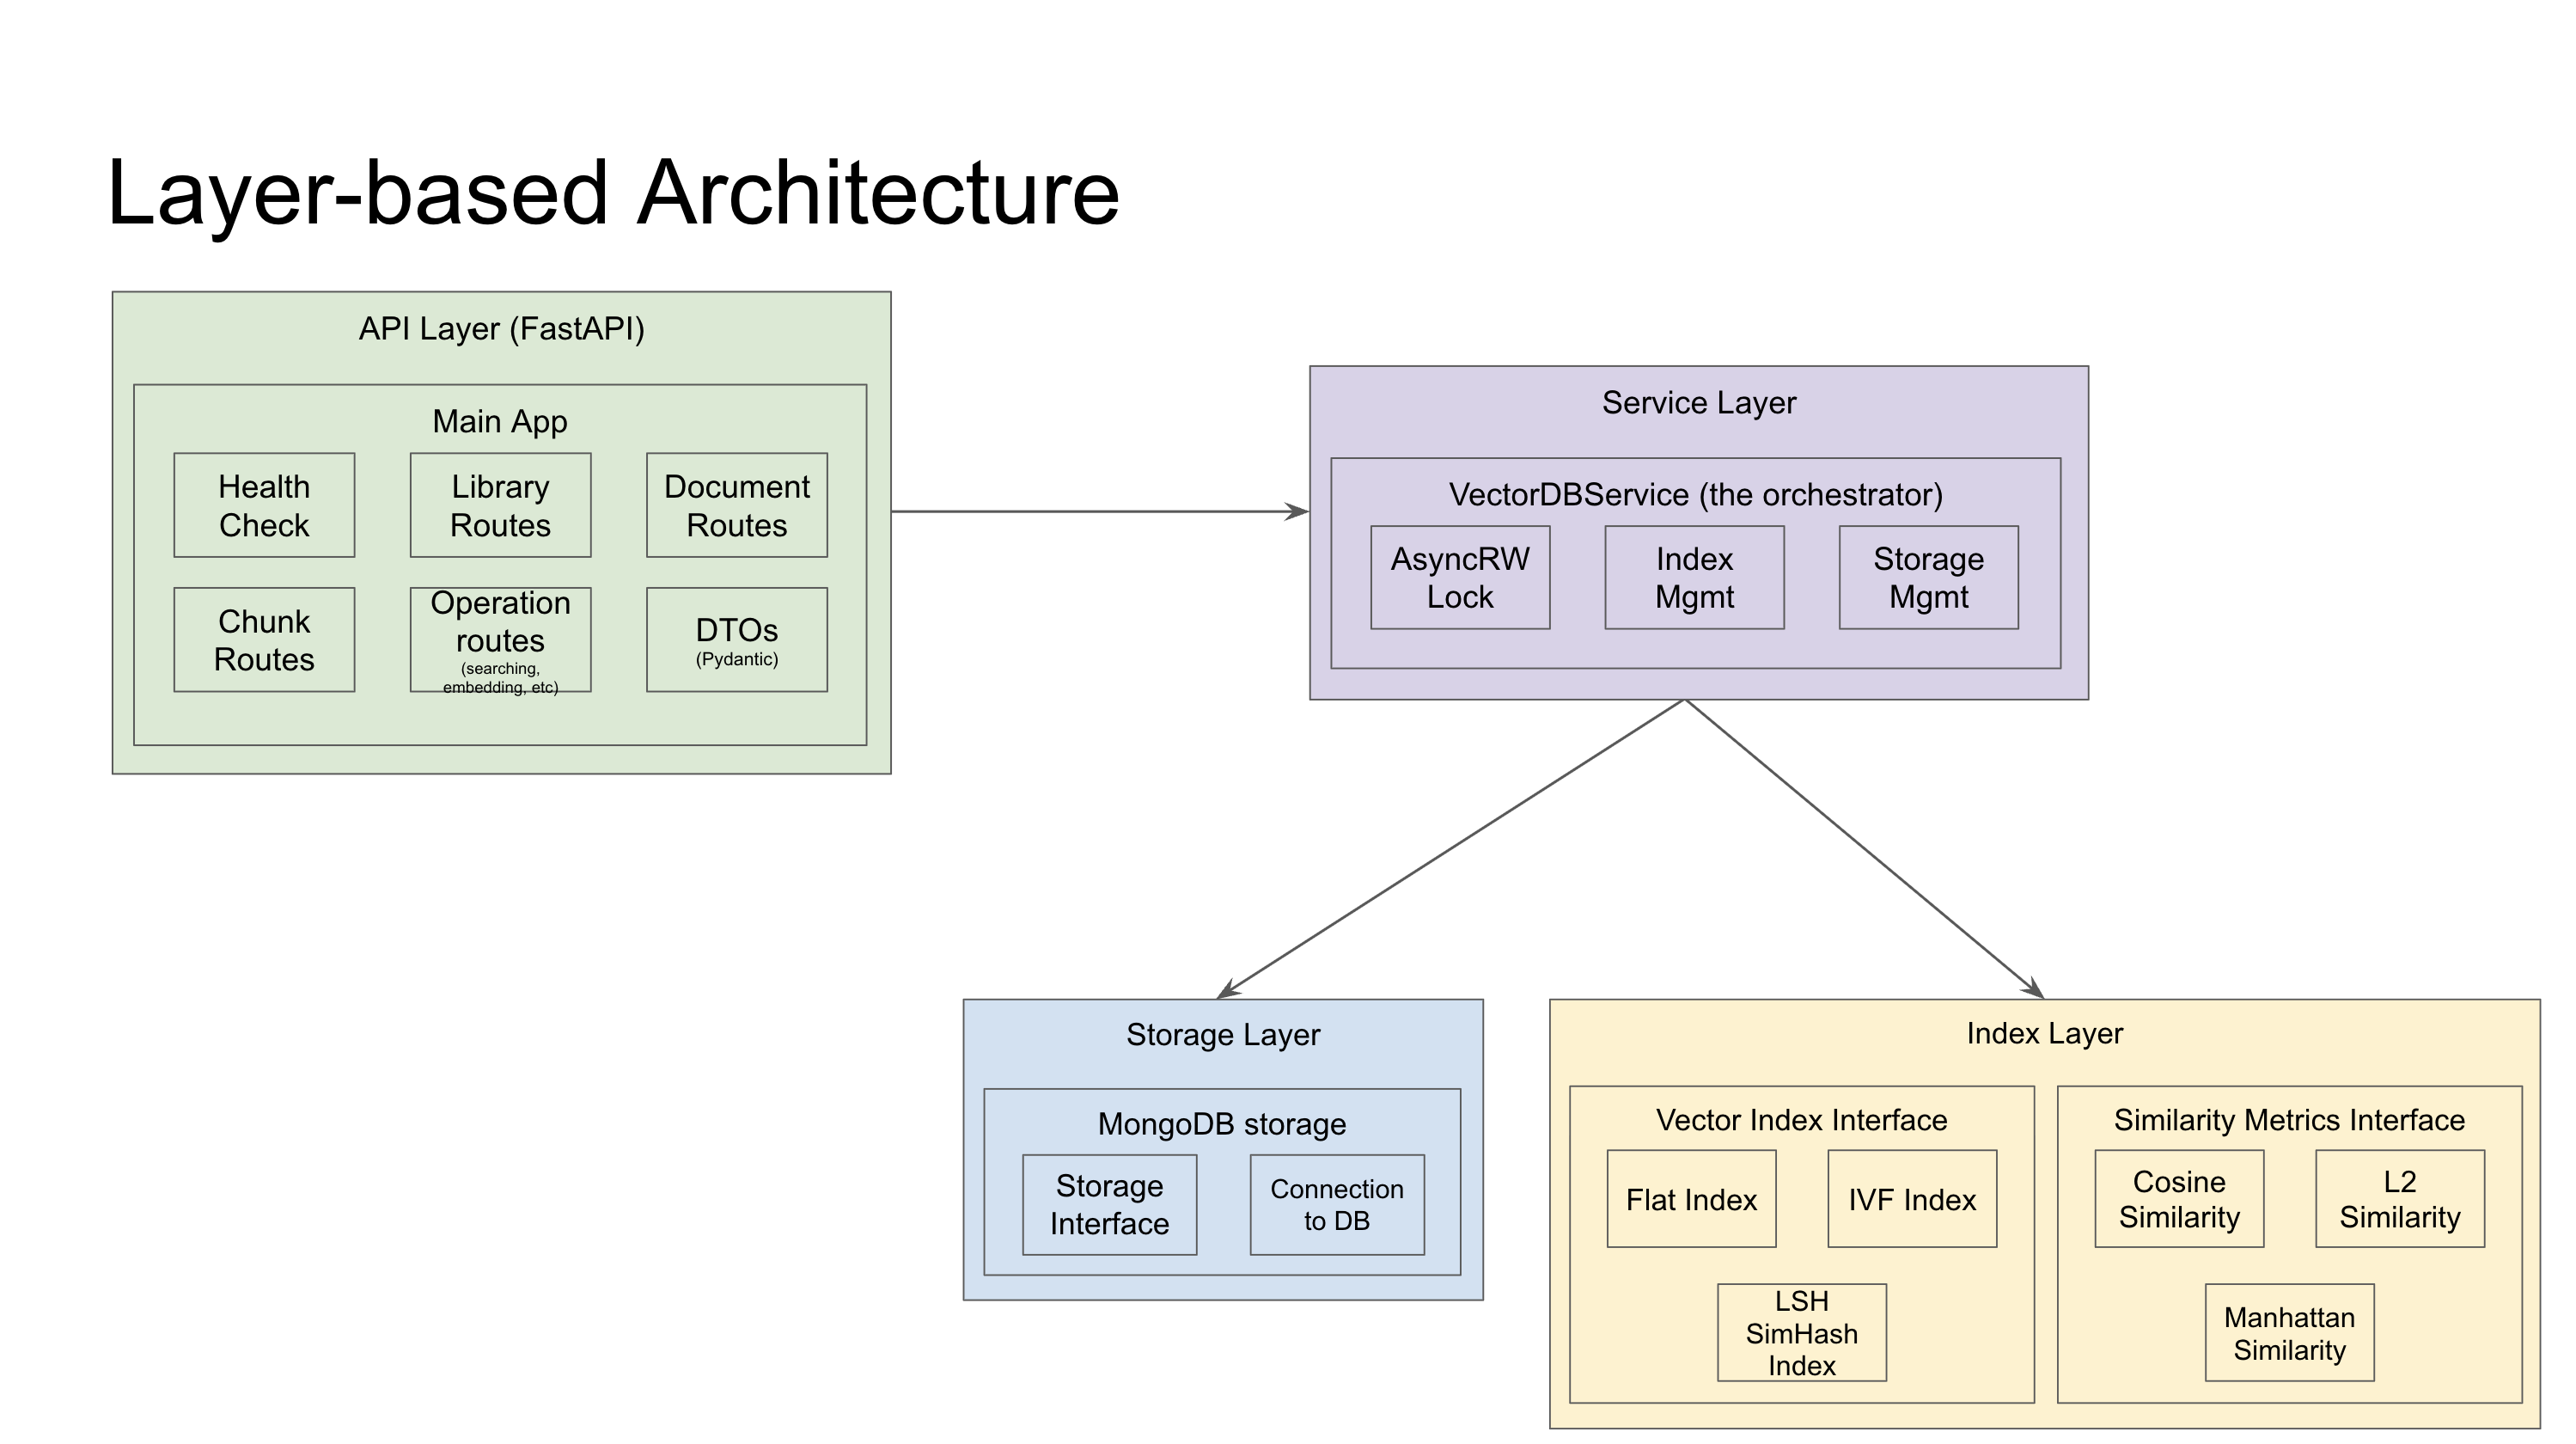 Layer-based Architecture
API Layer (FastAPI)
Main App
Health
Check
Library
Routes
Document
Routes
Chunk
Routes
Operation
routes
(searching,
embedding, etc)
DTOs
(Pydantic)
Service Layer
VectorDBService (the orchestrator)
AsyncRW
Lock
Index
Mgmt
Storage
Mgmt
Storage Layer
MongoDB storage
Storage
Interface
Connection
to DB
Index Layer
Vector Index Interface
Flat Index
IVF Index
LSH
SimHash
Index
Similarity Metrics Interface
Cosine
Similarity
L2
Similarity
Manhattan
Similarity